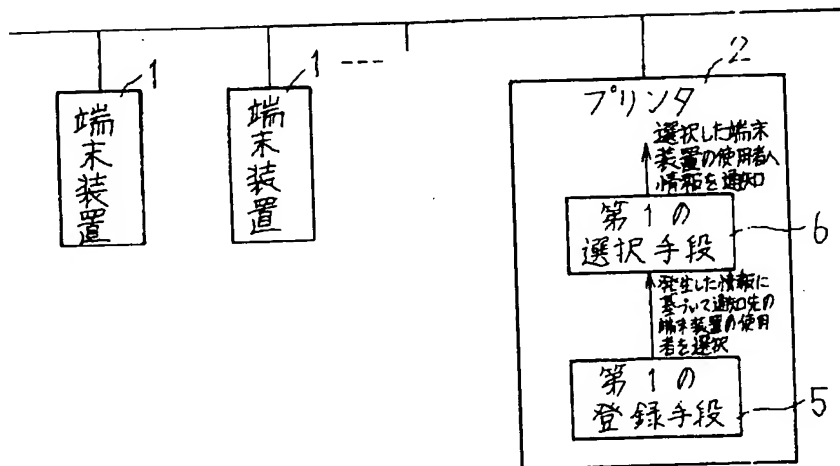 1
端末装置
1 ---
端末装置
2
プリンタ
選択した端末
装置の使用者へ
情報を通知
第1の
選択手段
6
発生した情報に
基づいて通知先の
端末装置の使用
者を選択
第1の
登録手段
5